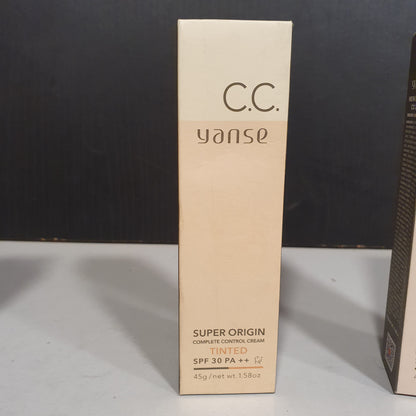 C.C.
yanse
SUPER ORIGIN
COMPLETE CONTROL CREAM
TINTED
SPF 30 PA ++
45g / net wt. 1.58oz